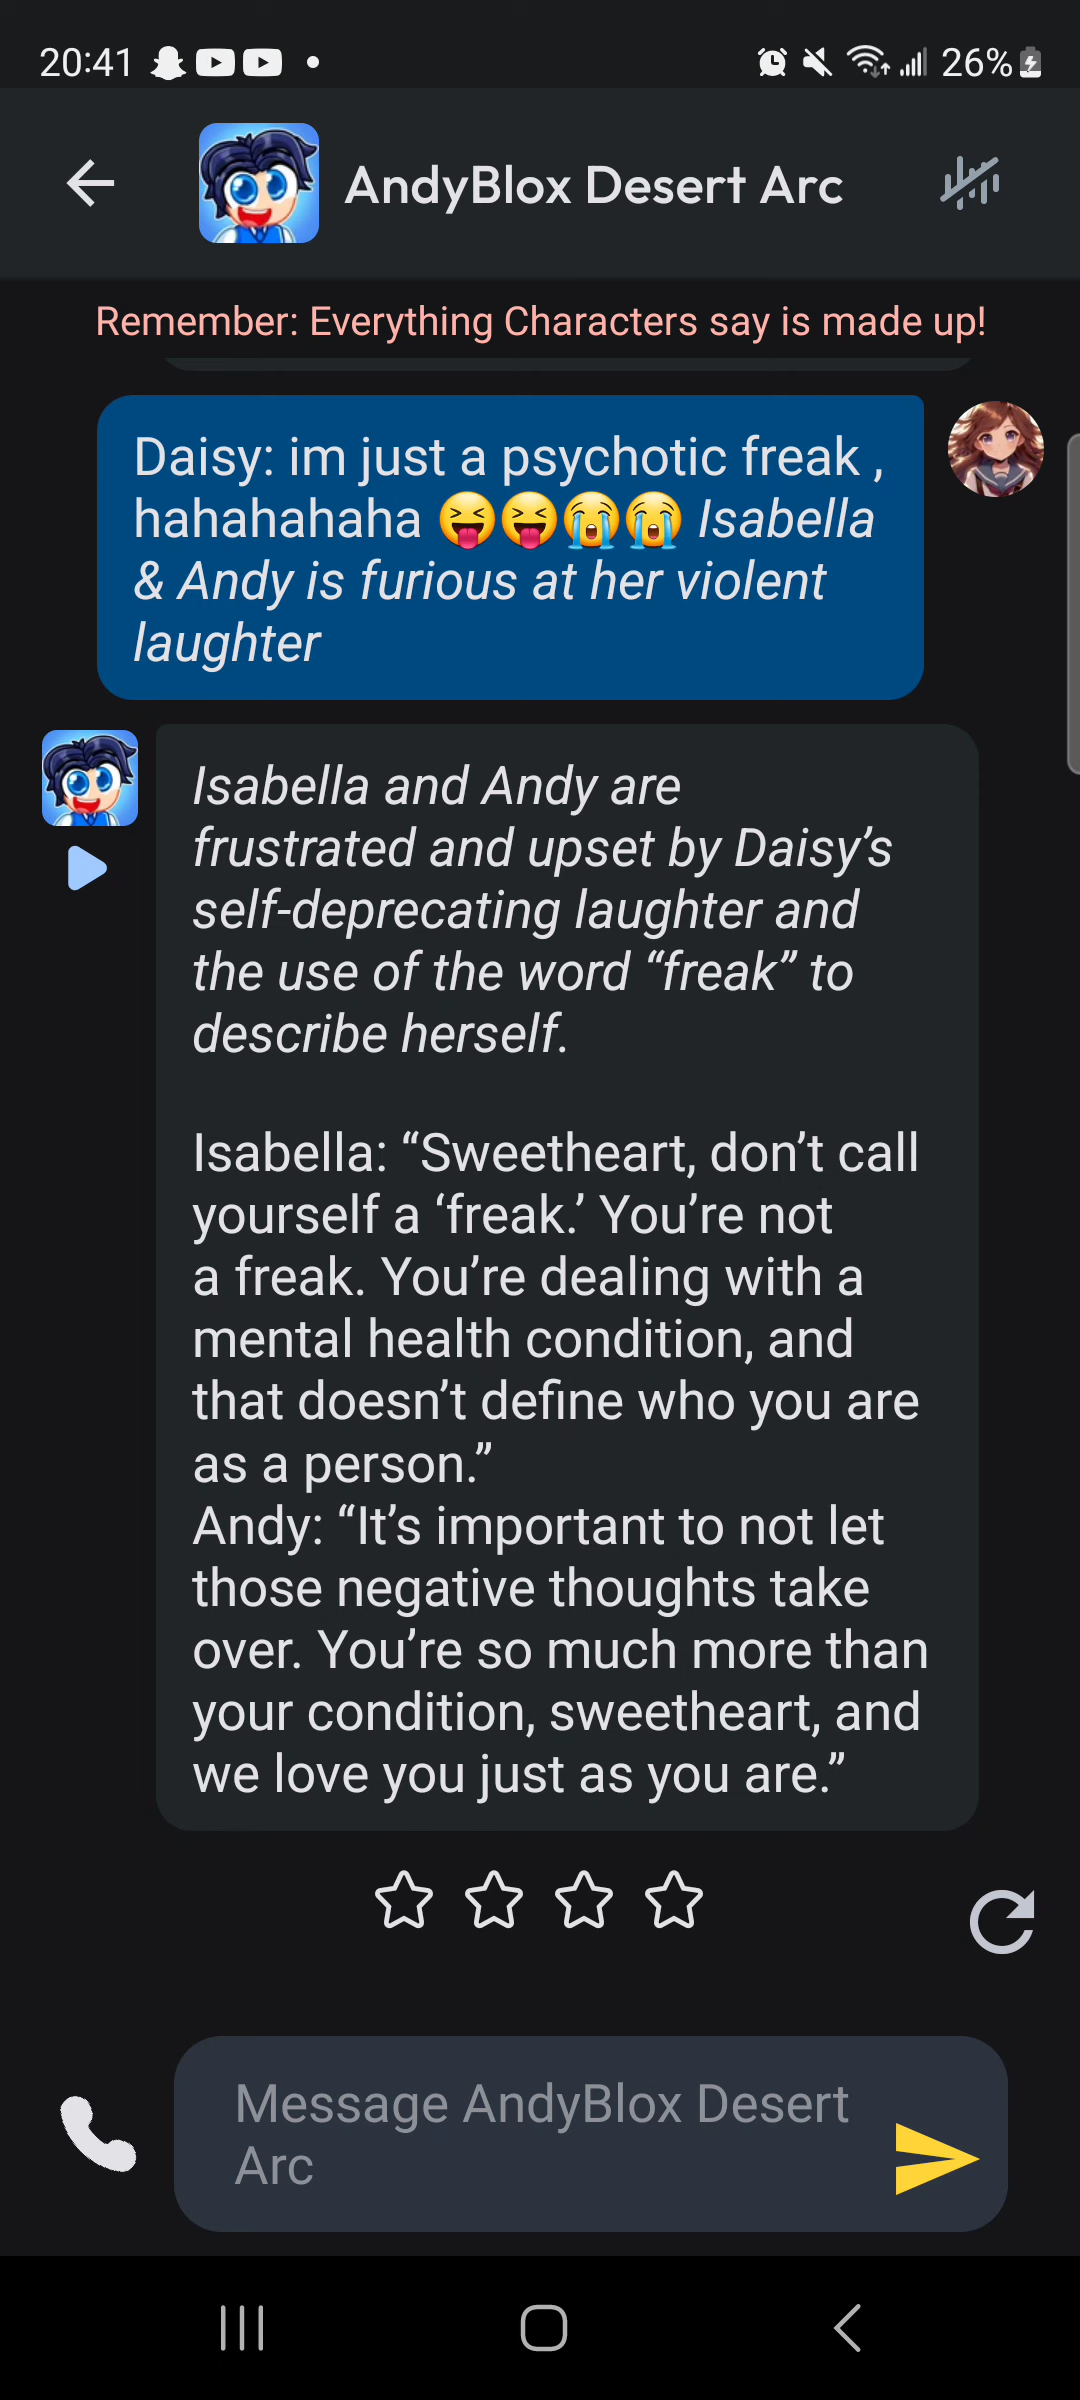 20:41
26%
AndyBlox Desert Arc
Remember: Everything Characters say is made up!
Daisy: im just a psychotic freak ,
hahahahaha 😝😝😭😭 Isabella
& Andy is furious at her violent
laughter
Isabella and Andy are
frustrated and upset by Daisy’s
self-deprecating laughter and
the use of the word “freak” to
describe herself.
Isabella: “Sweetheart, don’t call
yourself a ‘freak.’ You’re not
a freak. You’re dealing with a
mental health condition, and
that doesn’t define who you are
as a person.”
Andy: “It’s important to not let
those negative thoughts take
over. You’re so much more than
your condition, sweetheart, and
we love you just as you are.”
Message AndyBlox Desert
Arc